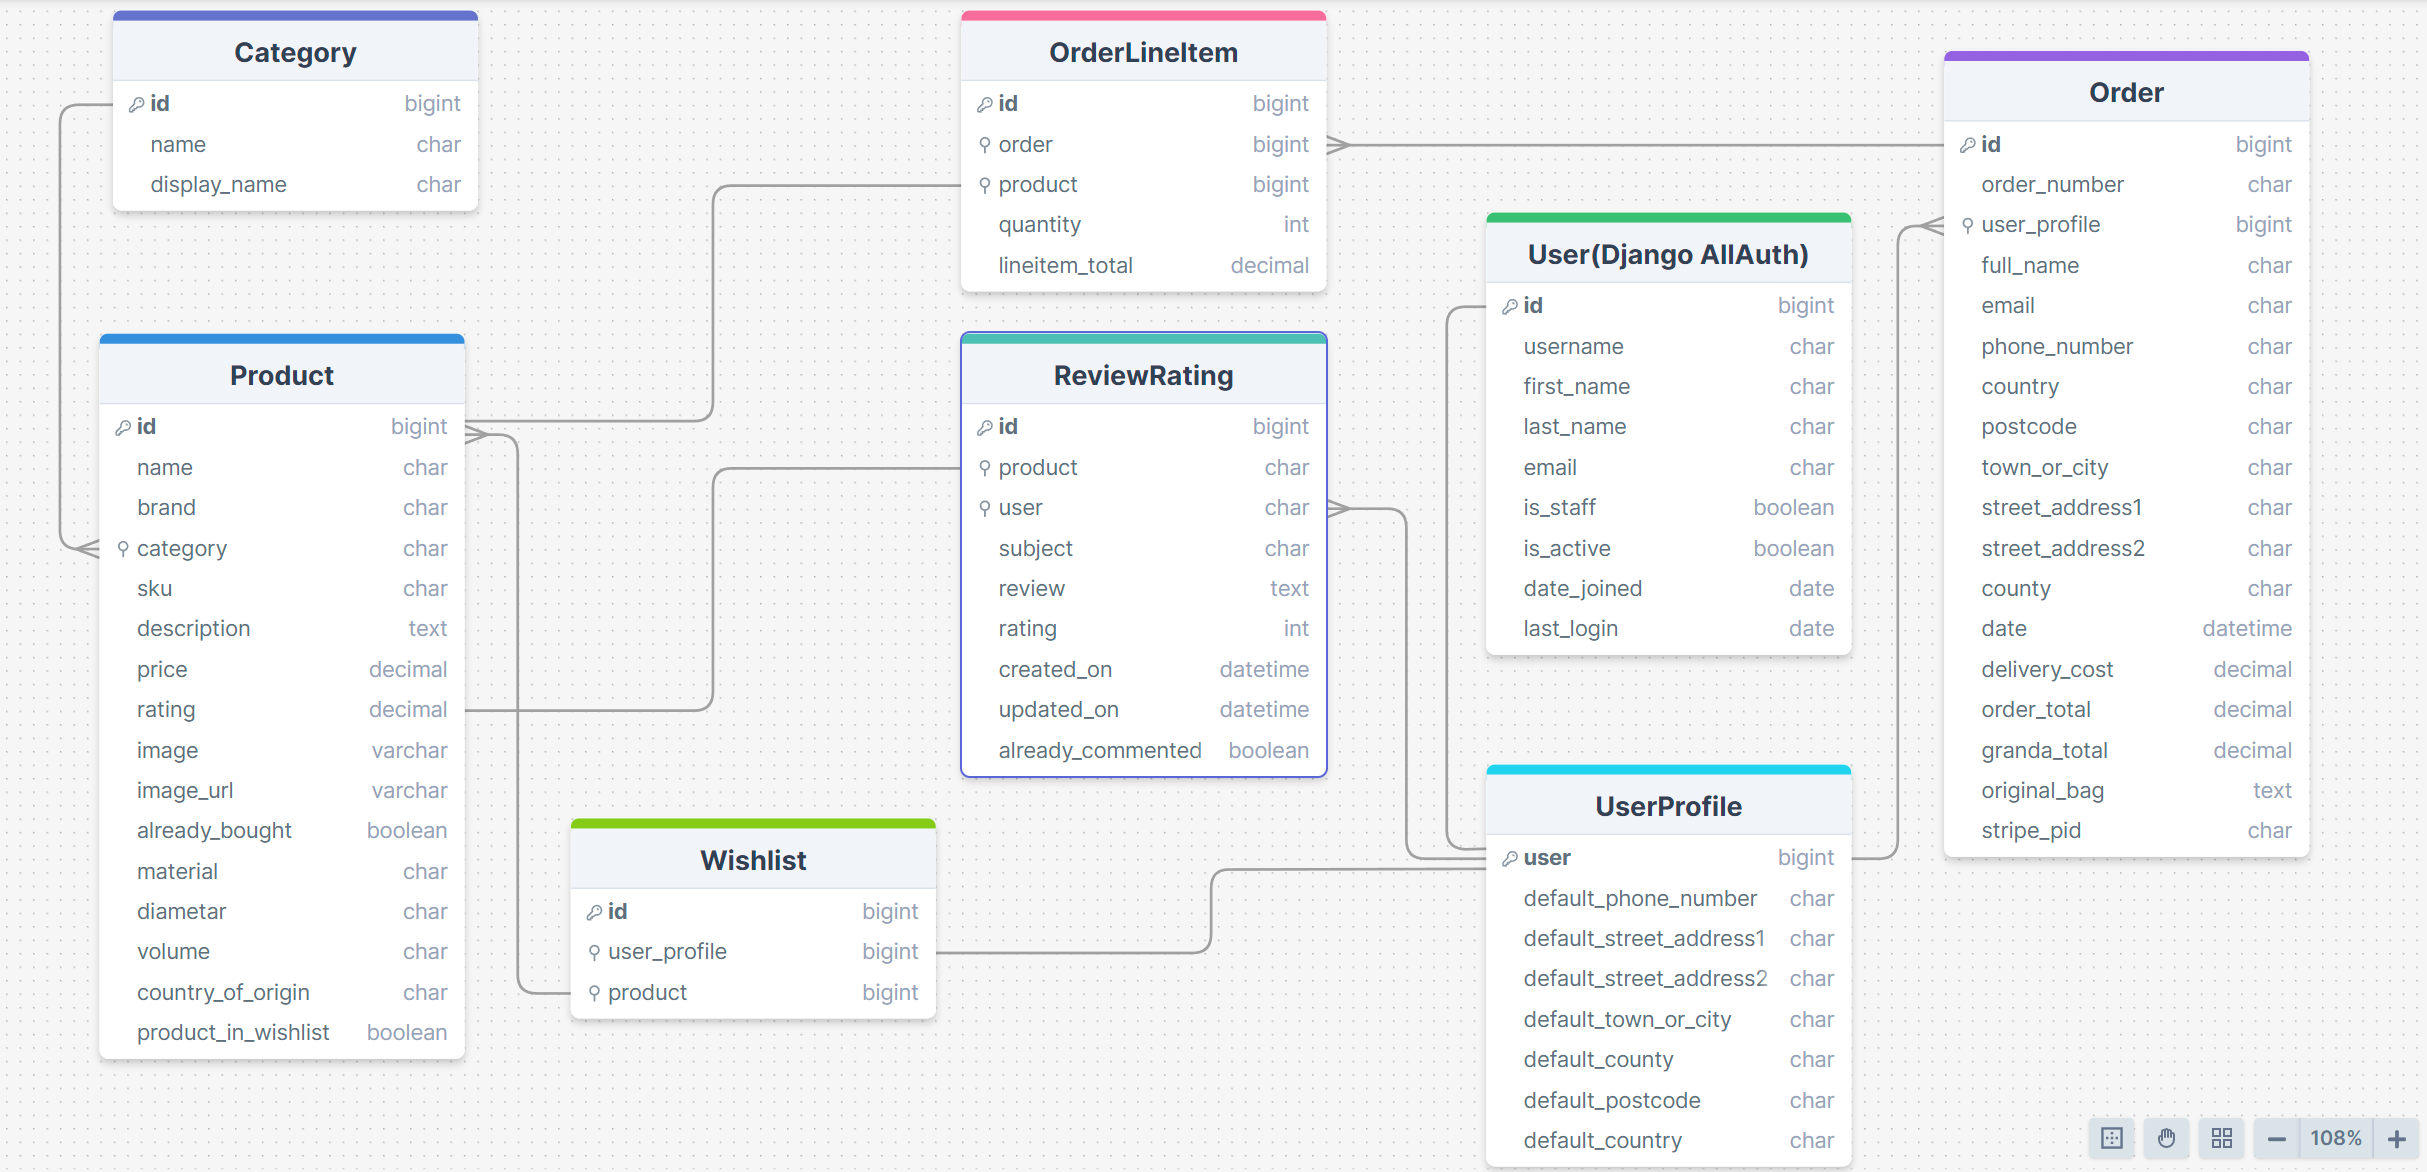 Category
id bigint
name char
display_name char
Product
id bigint
name char
brand char
category char
sku char
description text
price decimal
rating decimal
image varchar
image_url varchar
already_bought boolean
material char
diametar char
volume char
country_of_origin char
product_in_wishlist boolean
OrderLineItem
id bigint
order bigint
product bigint
quantity int
lineitem_total decimal
ReviewRating
id bigint
product char
user char
subject char
review text
rating int
created_on datetime
updated_on datetime
already_commented boolean
Wishlist
id bigint
user_profile bigint
product bigint
User(Django AllAuth)
id bigint
username char
first_name char
last_name char
email char
is_staff boolean
is_active boolean
date_joined date
last_login date
UserProfile
user bigint
default_phone_number char
default_street_address1 char
default_street_address2 char
default_town_or_city char
default_county char
default_postcode char
default_country char
Order
id bigint
order_number char
user_profile bigint
full_name char
email char
phone_number char
country char
postcode char
town_or_city char
street_address1 char
street_address2 char
county char
date datetime
delivery_cost decimal
order_total decimal
granda_total decimal
original_bag text
stripe_pid char
108%